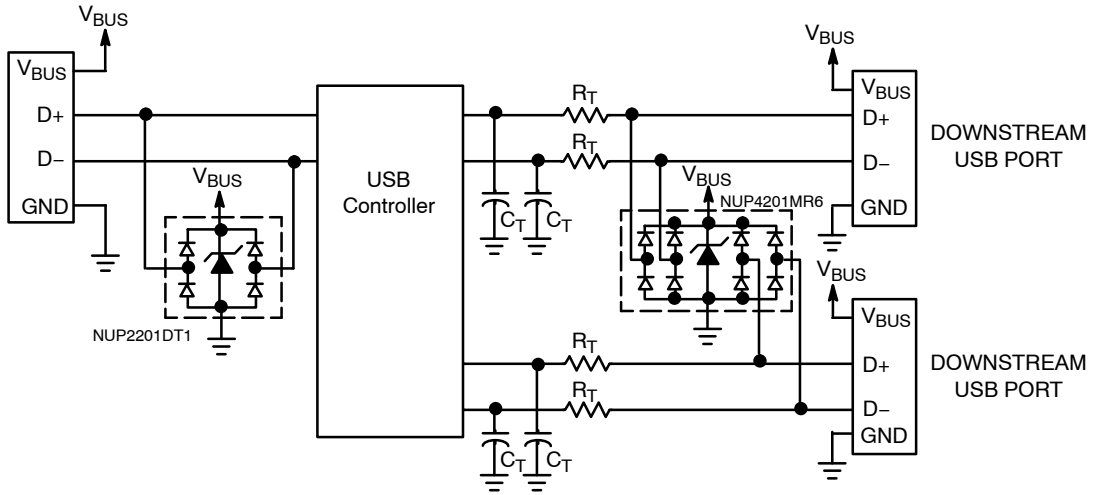 VBUS
VBUS
D+
D−
GND
VBUS
NUP2201DT1
USB
Controller
RT
RT
CT
CT
VBUS
NUP4201MR6
VBUS
VBUS
D+
D−
GND
DOWNSTREAM
USB PORT
RT
RT
CT
CT
VBUS
VBUS
D+
D−
GND
DOWNSTREAM
USB PORT